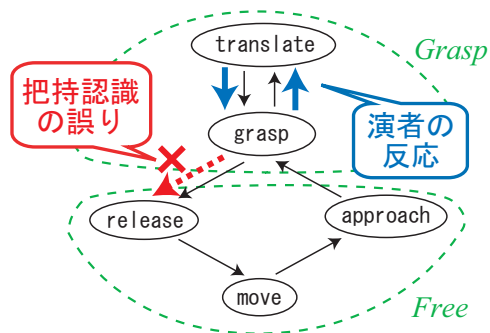 translate
Grasp
把持認識
の誤り
grasp
演者の
反応
release
approach
move
Free